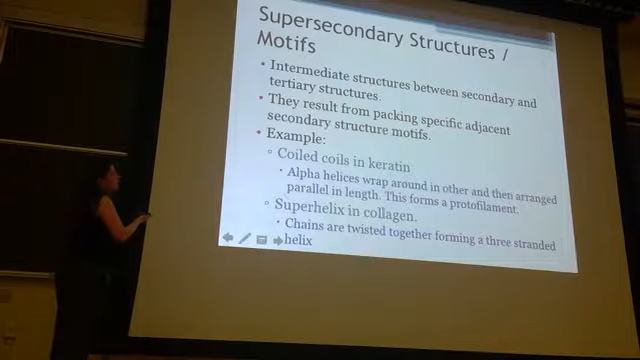 Supersecondary Structures /
Motifs
• Intermediate structures between secondary and
tertiary structures.
• They result from packing specific adjacent
secondary structure motifs.
• Example:
▫ Coiled coils in keratin
• Alpha helices wrap around in other and then arranged
parallel in length. This forms a protofilament.
▫ Superhelix in collagen.
• Chains are twisted together forming a three stranded
helix